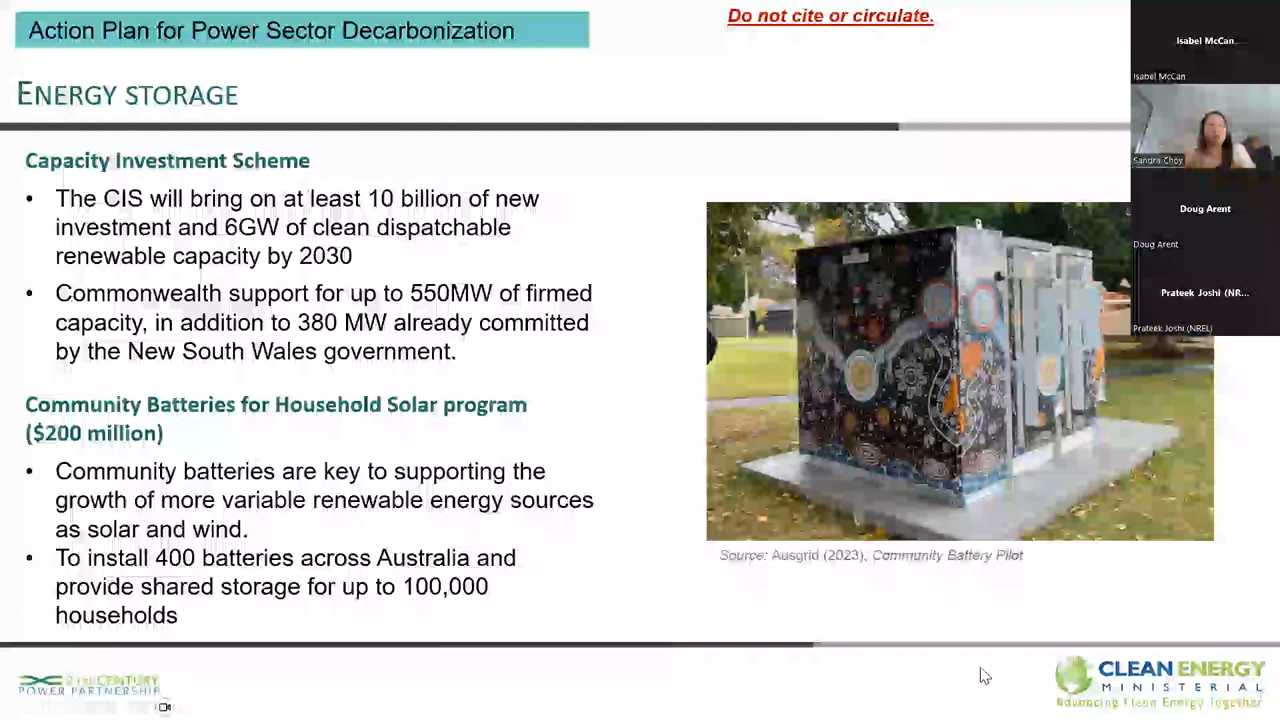 Action Plan for Power Sector Decarbonization
Do not cite or circulate.
ENERGY STORAGE
Capacity Investment Scheme
• The CIS will bring on at least 10 billion of new
investment and 6GW of clean dispatchable
renewable capacity by 2030
• Commonwealth support for up to 550MW of firmed
capacity, in addition to 380 MW already committed
by the New South Wales government.
Community Batteries for Household Solar program
($200 million)
• Community batteries are key to supporting the
growth of more variable renewable energy sources
as solar and wind.
• To install 400 batteries across Australia and
provide shared storage for up to 100,000
households
Source: Ausgrid (2023), Community Battery Pilot
Isabel McCan...
Isabel McCan
Sandra Choy
Doug Arent
Doug Arent
Prateek Joshi (NR...
Prateek Joshi (NREL)
21st CENTURY
POWER PARTNERSHIP
CLEAN ENERGY
MINISTERIAL
Advancing Clean Energy Together